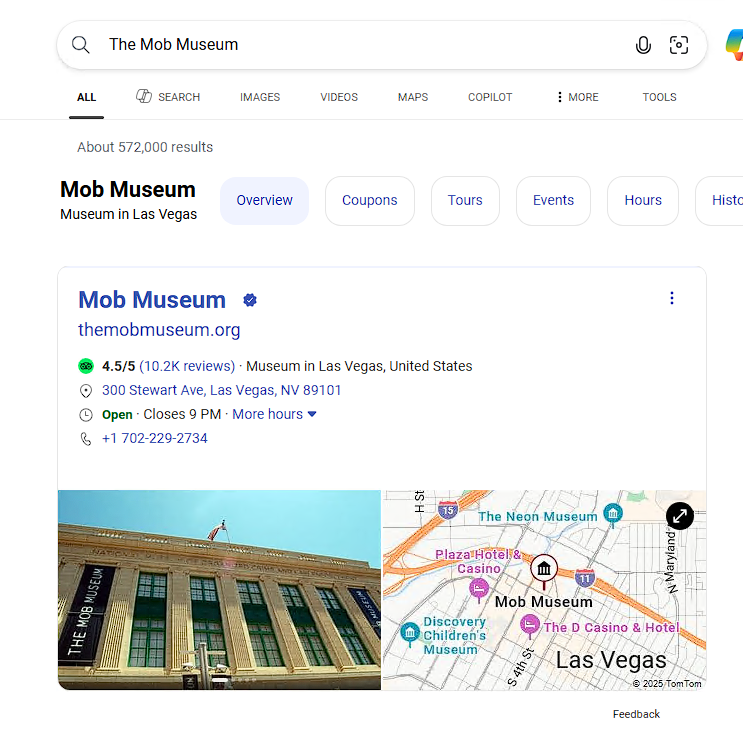 The Mob Museum
ALL SEARCH IMAGES VIDEOS MAPS COPILOT MORE TOOLS
About 572,000 results
Mob Museum
Museum in Las Vegas
Overview Coupons Tours Events Hours Histo
Mob Museum
themobmuseum.org
4.5/5 (10.2K reviews) · Museum in Las Vegas, United States
300 Stewart Ave, Las Vegas, NV 89101
Open · Closes 9 PM · More hours
+1 702-229-2734
THE MOB MUSEUM
H St
15
The Neon Museum
Plaza Hotel &
Casino
11
N Maryland
Mob Museum
Discovery
Children's
Museum
The D Casino & Hotel
S 4th St
Las Vegas
© 2025 TomTom
Feedback